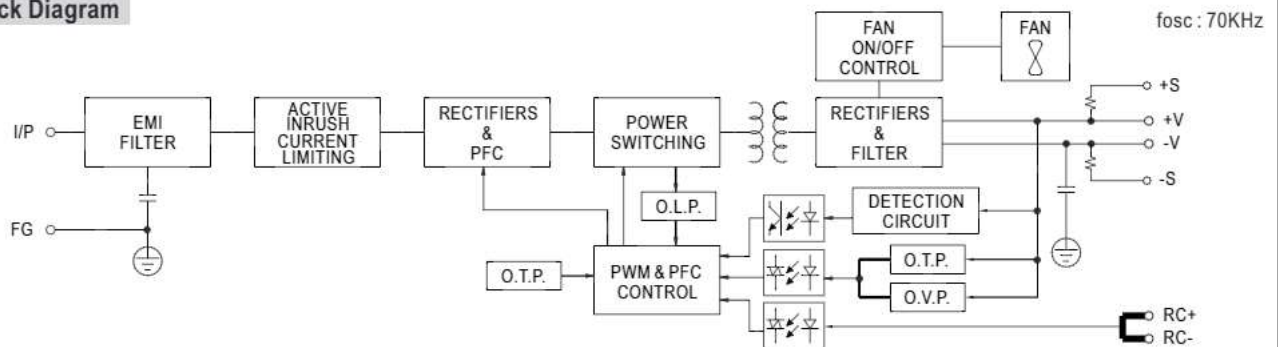 ck Diagram
fosc : 70KHz
FAN
ON/OFF
CONTROL
FAN
I/P
EMI
FILTER
ACTIVE
INRUSH
CURRENT
LIMITING
RECTIFIERS
&
PFC
POWER
SWITCHING
RECTIFIERS
&
FILTER
+S
+V
-V
-S
FG
O.L.P.
DETECTION
CIRCUIT
O.T.P.
PWM & PFC
CONTROL
O.T.P.
O.V.P.
RC+
RC-